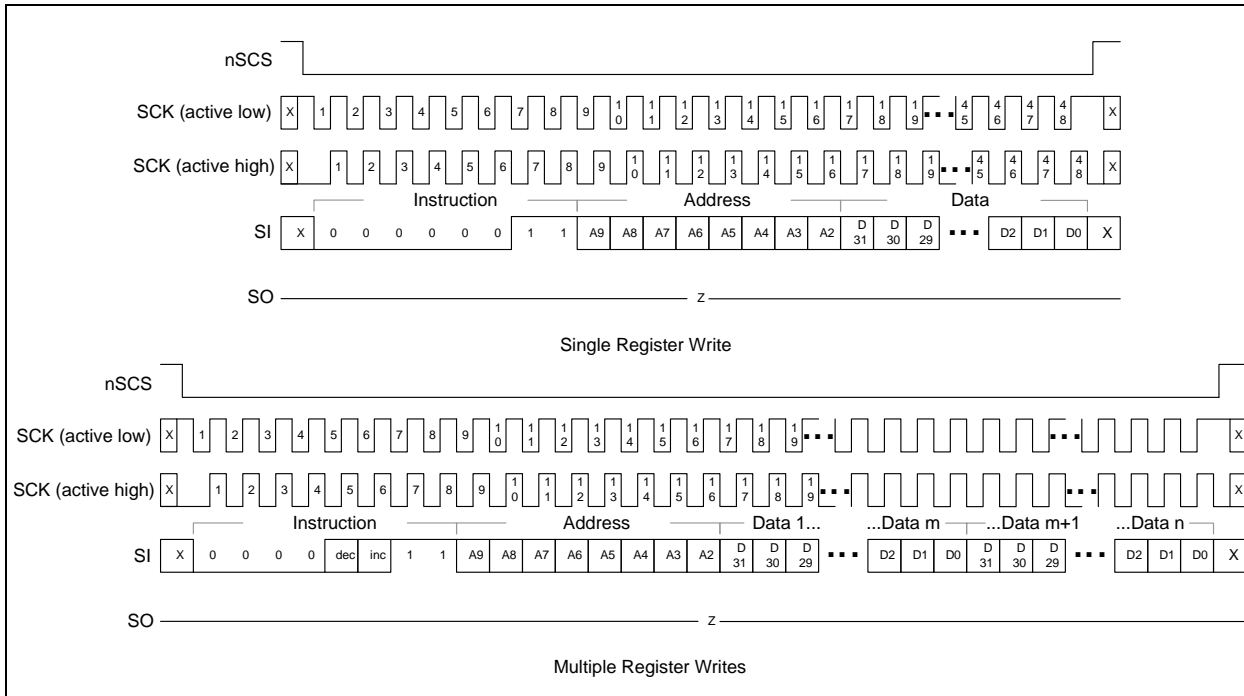 nSCS
SCK (active low) X 1 2 3 4 5 6 7 8 9 10 11 12 13 14 15 16 17 18 19 ... 45 46 47 48 X
SCK (active high) X 1 2 3 4 5 6 7 8 9 10 11 12 13 14 15 16 17 18 19 ... 45 46 47 48 X
Instruction Address Data
SI X 0 0 0 0 0 0 1 1 A9 A8 A7 A6 A5 A4 A3 A2 D31 D30 D29 ... D2 D1 D0 X
SO Z
Single Register Write
nSCS
SCK (active low) X 1 2 3 4 5 6 7 8 9 10 11 12 13 14 15 16 17 18 19 ... ... X
SCK (active high) X 1 2 3 4 5 6 7 8 9 10 11 12 13 14 15 16 17 18 19 ... ... X
Instruction Address Data 1... ...Data m ...Data m+1 ...Data n
SI X 0 0 0 0 dec inc 1 1 A9 A8 A7 A6 A5 A4 A3 A2 D31 D30 D29 ... D2 D1 D0 D31 D30 D29 ... D2 D1 D0 X
SO Z
Multiple Register Writes